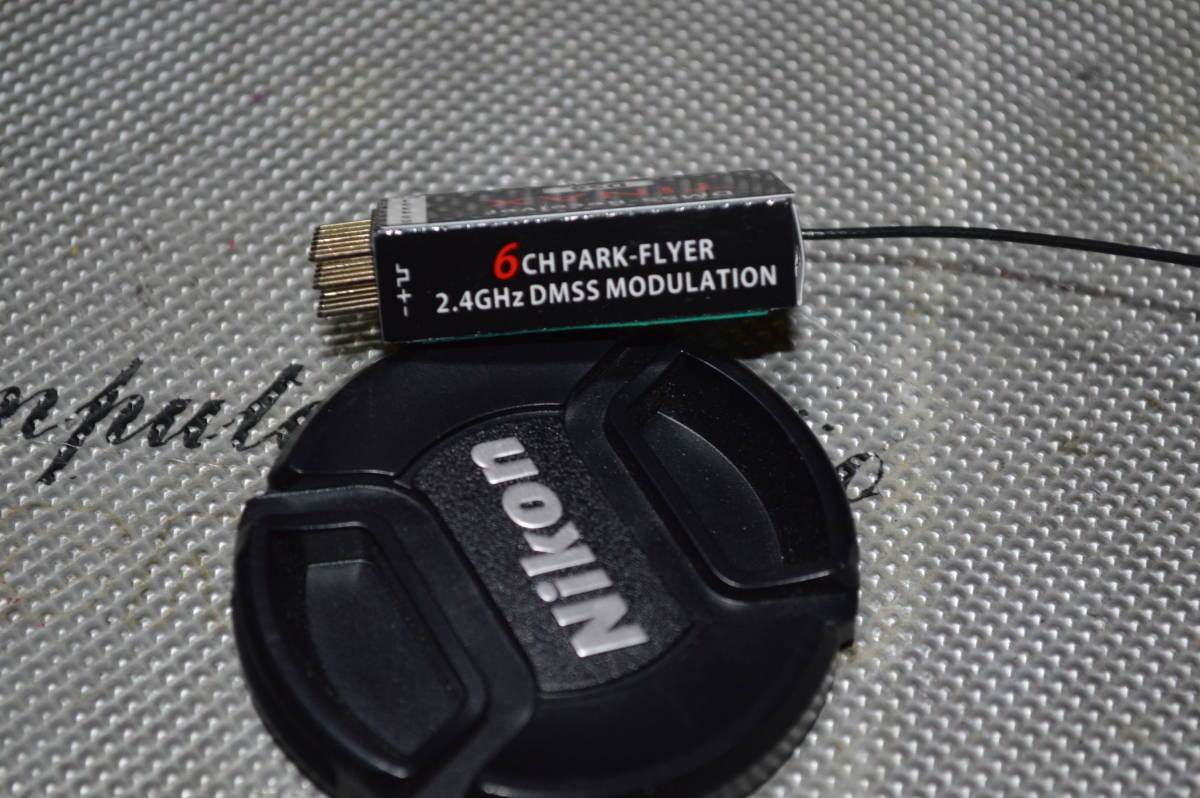 6CH PARK-FLYER
2.4GHz DMSS MODULATION
- +
Nikon